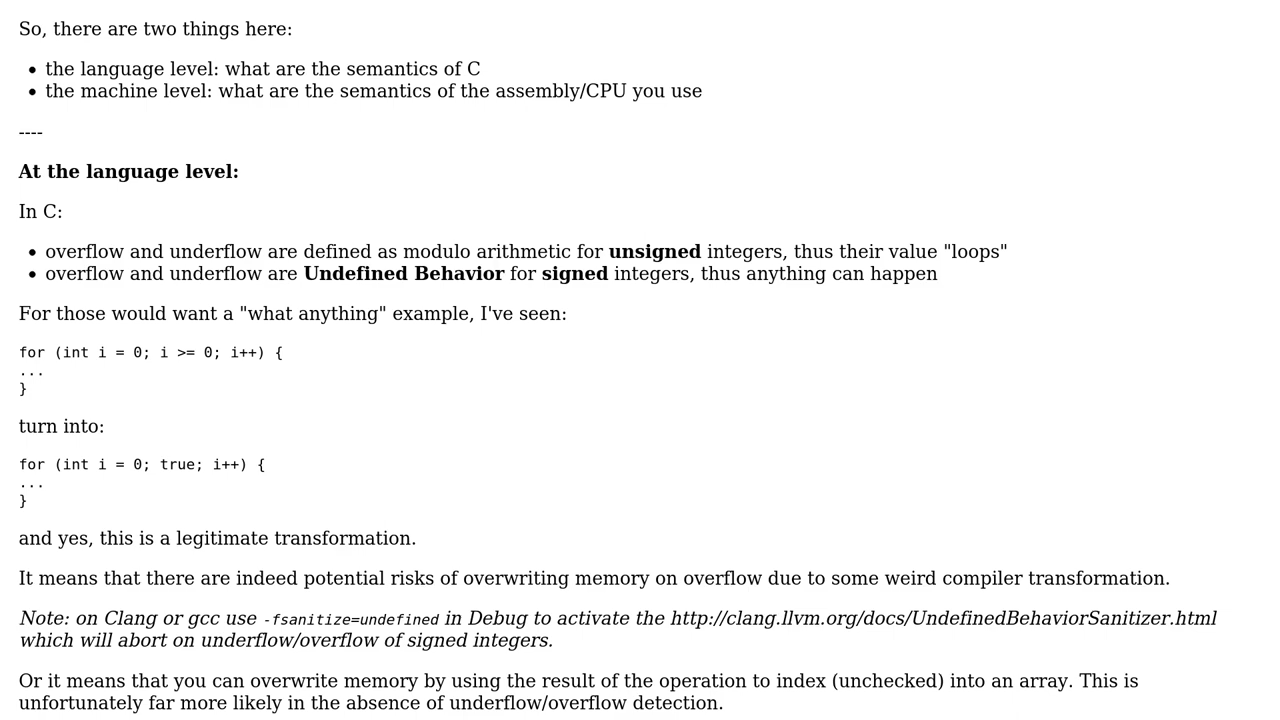 So, there are two things here:
• the language level: what are the semantics of C
• the machine level: what are the semantics of the assembly/CPU you use
----
At the language level:
In C:
• overflow and underflow are defined as modulo arithmetic for unsigned integers, thus their value "loops"
• overflow and underflow are Undefined Behavior for signed integers, thus anything can happen
For those would want a "what anything" example, I've seen:
for (int i = 0; i >= 0; i++) {
...
}
turn into:
for (int i = 0; true; i++) {
...
}
and yes, this is a legitimate transformation.
It means that there are indeed potential risks of overwriting memory on overflow due to some weird compiler transformation.
Note: on Clang or gcc use -fsanitize=undefined in Debug to activate the http://clang.llvm.org/docs/UndefinedBehaviorSanitizer.html
which will abort on underflow/overflow of signed integers.
Or it means that you can overwrite memory by using the result of the operation to index (unchecked) into an array. This is
unfortunately far more likely in the absence of underflow/overflow detection.